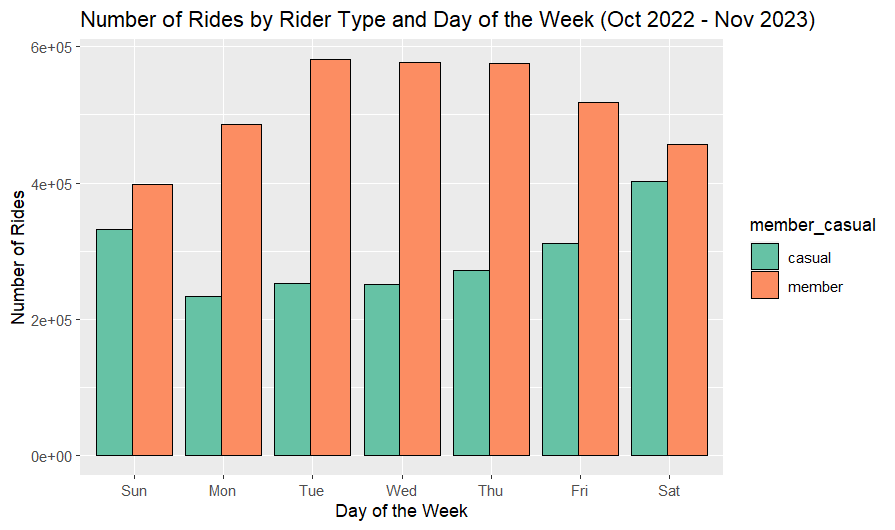 Number of Rides by Rider Type and Day of the Week (Oct 2022 - Nov 2023)
6e+05
4e+05
2e+05
0e+00
Number of Rides
Sun Mon Tue Wed Thu Fri Sat
Day of the Week
member_casual
casual
member